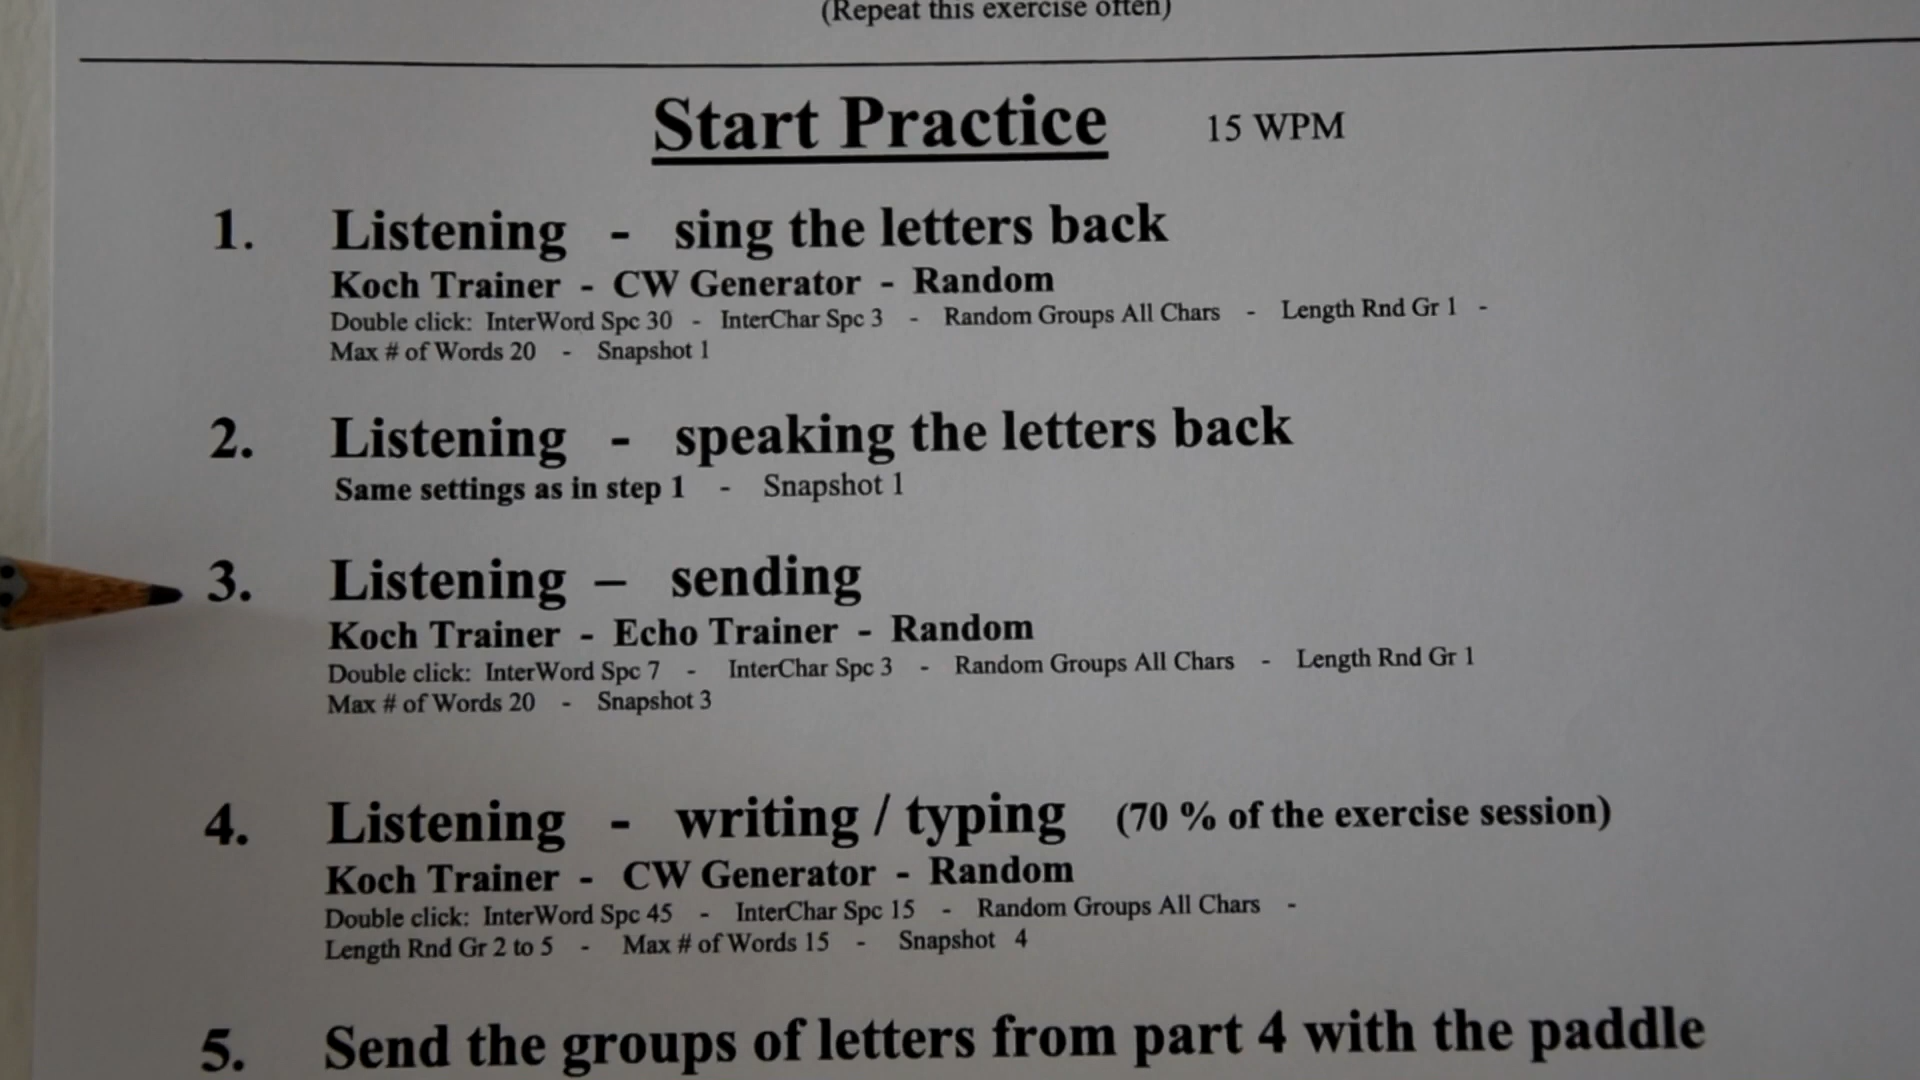 (Repeat this exercise often)
Start Practice 15 WPM
1. Listening - sing the letters back
Koch Trainer - CW Generator - Random
Double click: InterWord Spc 30 - InterChar Spc 3 - Random Groups All Chars - Length Rnd Gr 1 -
Max # of Words 20 - Snapshot 1
2. Listening - speaking the letters back
Same settings as in step 1 - Snapshot 1
3. Listening – sending
Koch Trainer - Echo Trainer - Random
Double click: InterWord Spc 7 - InterChar Spc 3 - Random Groups All Chars - Length Rnd Gr 1
Max # of Words 20 - Snapshot 3
4. Listening - writing / typing (70 % of the exercise session)
Koch Trainer - CW Generator - Random
Double click: InterWord Spc 45 - InterChar Spc 15 - Random Groups All Chars -
Length Rnd Gr 2 to 5 - Max # of Words 15 - Snapshot 4
5. Send the groups of letters from part 4 with the paddle